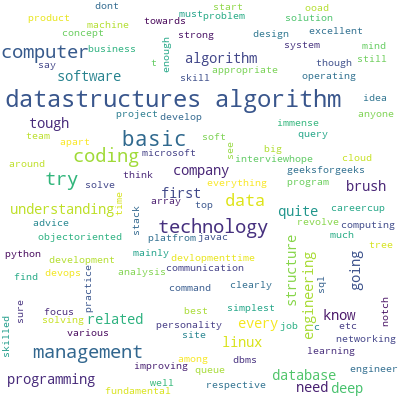 dont
start
ooad
product
machine
must
problem
solution
towards
concept
business
strong
design
excellent
computer
say
enough
algorithm
system
mind
still
though
software
t
skill
appropriate
operating
datastructures algorithm
idea
project
develop
immense
anyone
tough
basic
query
team
apart
microsoft
soft
see
big
cloud
coding
interviewhope
around
think
company
geeksforgeeks
try
solve
everything
program
brush
first
data
careercup
understanding
time
array
top
quite
revolve
computing
advice
stack
technology
much
objectoriented
platfrom
javac
tree
python
mainly
devlopmenttime
structure
engineering
going
development
communication
find
devops
practice
analysis
command
clearly
sql
sure
focus
best
simplest
know
notch
solving
related
personality
every
job
c
etc
skilled
various
site
linux
networking
management
among
dbms
learning
improving
queue
database
engineer
programming
well
respective
need
deep
fundamental